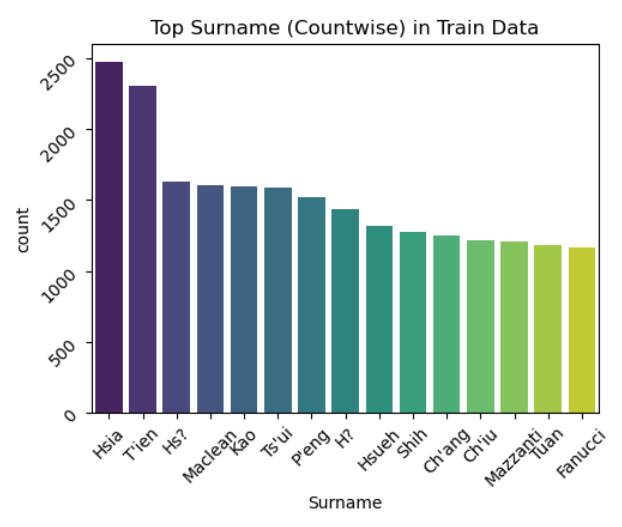 Top Surname (Countwise) in Train Data
2500
2000
1500
1000
500
0
count
Hsia
T'ien
Hs?
Maclean
Kao
Ts'ui
P'eng
H?
Hsueh
Shih
Ch'ang
Ch'iu
Mazzanti
Tuan
Fanucci
Surname